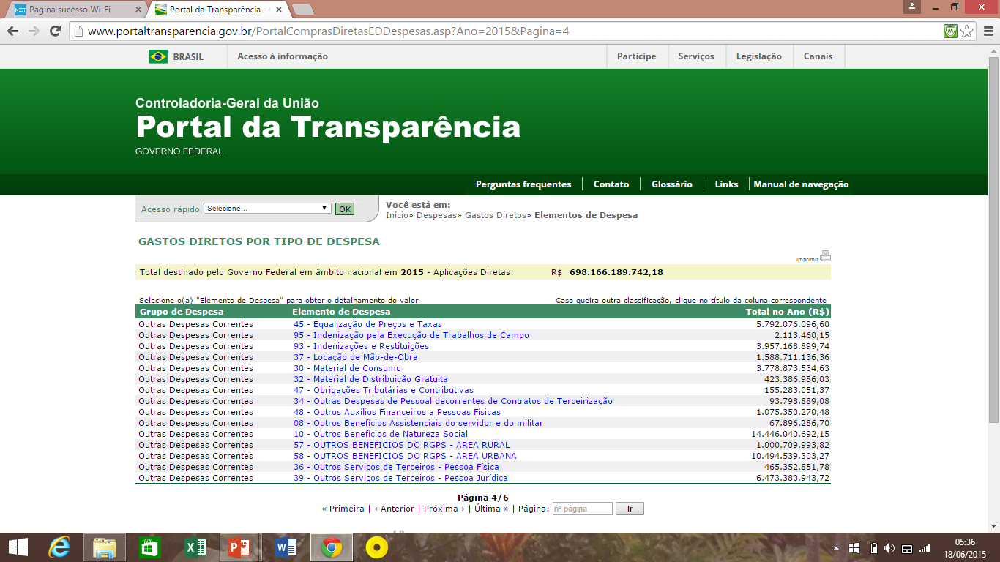 Pagina sucesso Wi-Fi
Portal da Transparência -
www.portaltransparencia.gov.br/PortalComprasDiretasEDDespesas.asp?Ano=2015&Pagina=4
BRASIL Acesso à informação Participe Serviços Legislação Canais
Controladoria-Geral da União
Portal da Transparência
GOVERNO FEDERAL
Perguntas frequentes Contato Glossário Links Manual de navegação
Acesso rápido Selecione... OK
Você está em:
Início» Despesas» Gastos Diretos» Elementos de Despesa
GASTOS DIRETOS POR TIPO DE DESPESA
imprimir
Total destinado pelo Governo Federal em âmbito nacional em 2015 - Aplicações Diretas: R$ 698.166.189.742,18
Selecione o(a) "Elemento de Despesa" para obter o detalhamento do valor Caso queira outra classificação, clique no título da coluna correspondente
Grupo de Despesa Elemento de Despesa Total no Ano (R$)
Outras Despesas Correntes 45 - Equalização de Preços e Taxas 5.792.076.096,60
Outras Despesas Correntes 95 - Indenização pela Execução de Trabalhos de Campo 2.113.460,15
Outras Despesas Correntes 93 - Indenizações e Restituições 3.957.168.899,74
Outras Despesas Correntes 37 - Locação de Mão-de-Obra 1.588.711.136,36
Outras Despesas Correntes 30 - Material de Consumo 3.778.873.534,63
Outras Despesas Correntes 32 - Material de Distribuição Gratuita 423.386.986,03
Outras Despesas Correntes 47 - Obrigações Tributárias e Contributivas 155.283.051,37
Outras Despesas Correntes 34 - Outras Despesas de Pessoal decorrentes de Contratos de Terceirização 93.798.889,08
Outras Despesas Correntes 48 - Outros Auxílios Financeiros a Pessoas Físicas 1.075.350.270,48
Outras Despesas Correntes 08 - Outros Benefícios Assistenciais do servidor e do militar 67.896.286,70
Outras Despesas Correntes 10 - Outros Benefícios de Natureza Social 14.446.040.692,15
Outras Despesas Correntes 57 - OUTROS BENEFICIOS DO RGPS - AREA RURAL 1.000.709.993,82
Outras Despesas Correntes 58 - OUTROS BENEFICIOS DO RGPS - AREA URBANA 10.494.539.303,27
Outras Despesas Correntes 36 - Outros Serviços de Terceiros - Pessoa Física 465.352.851,78
Outras Despesas Correntes 39 - Outros Serviços de Terceiros - Pessoa Jurídica 6.473.380.943,72
Página 4/6
« Primeira | ‹ Anterior | Próxima › | Última » | Página: nº página Ir
05:36
18/06/2015